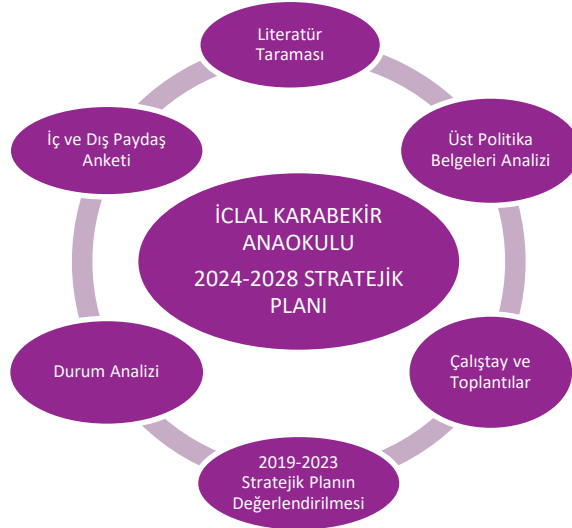 Literatür
Taraması
İç ve Dış Paydaş
Anketi
Üst Politika
Belgeleri Analizi
İCLAL KARABEKİR
ANAOKULU
2024-2028 STRATEJİK
PLANI
Durum Analizi
Çalıştay ve
Toplantılar
2019-2023
Stratejik Planın
Değerlendirilmesi